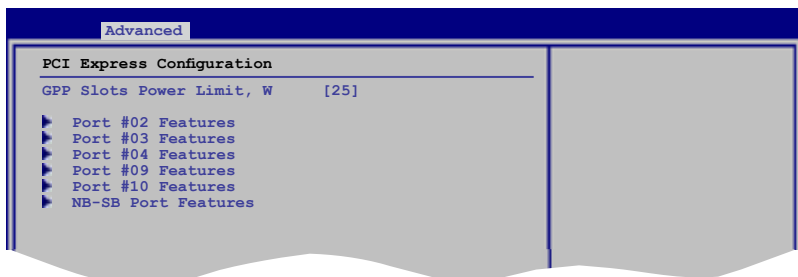 Advanced
PCI Express Configuration
GPP Slots Power Limit, W [25]
Port #02 Features
Port #03 Features
Port #04 Features
Port #09 Features
Port #10 Features
NB-SB Port Features